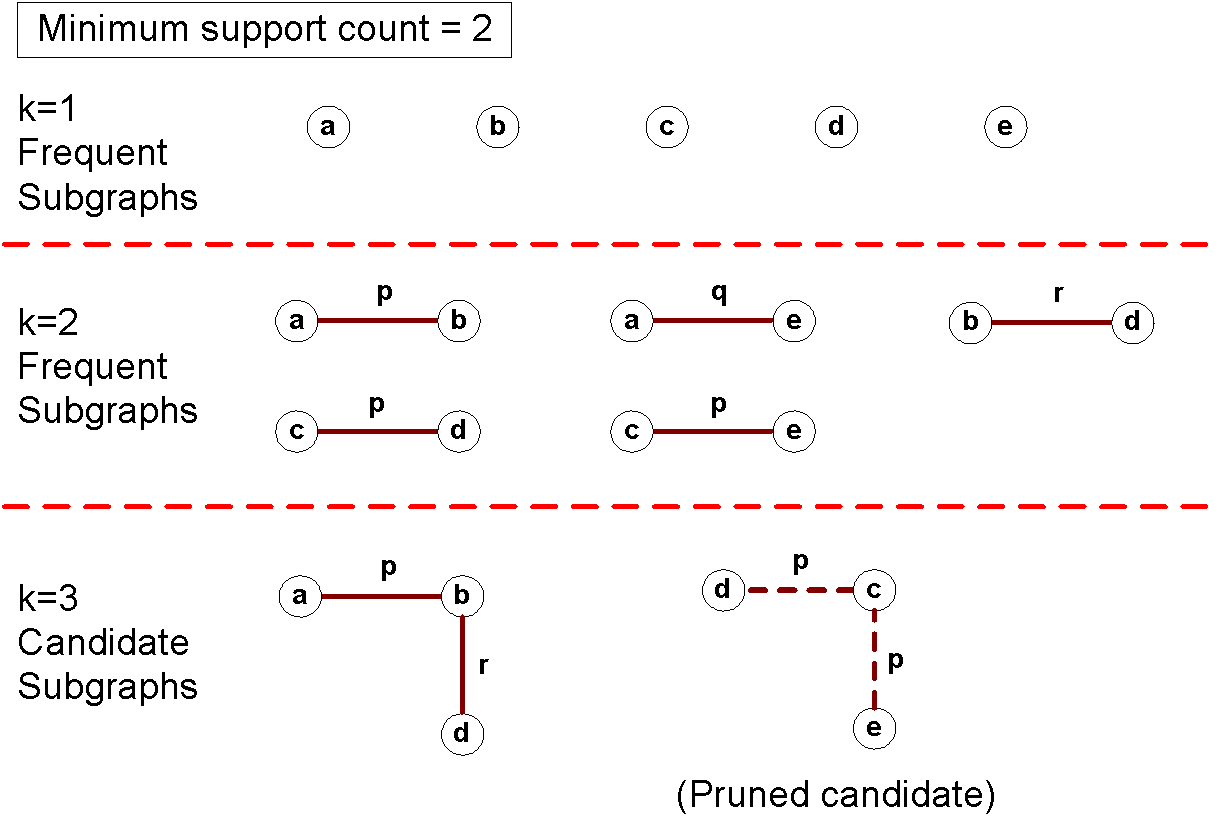 Minimum support count = 2
k=1
Frequent
Subgraphs
a b c d e
k=2
Frequent
Subgraphs
p q r
a b a e b d
p p
c d c e
k=3
Candidate
Subgraphs
p p
a b d c
r p
d e
(Pruned candidate)